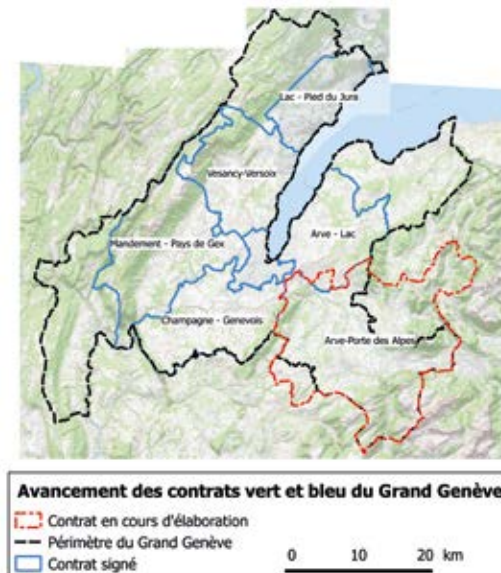 Lac - Pied du Jura
Vesancy-Versoix
Arve - Lac
Mandement - Pays de Gex
Champagne - Genevois
Arve-Porte des Alpes
Avancement des contrats vert et bleu du Grand Genève
Contrat en cours d'élaboration
Périmètre du Grand Genève
Contrat signé
0 10 20 km